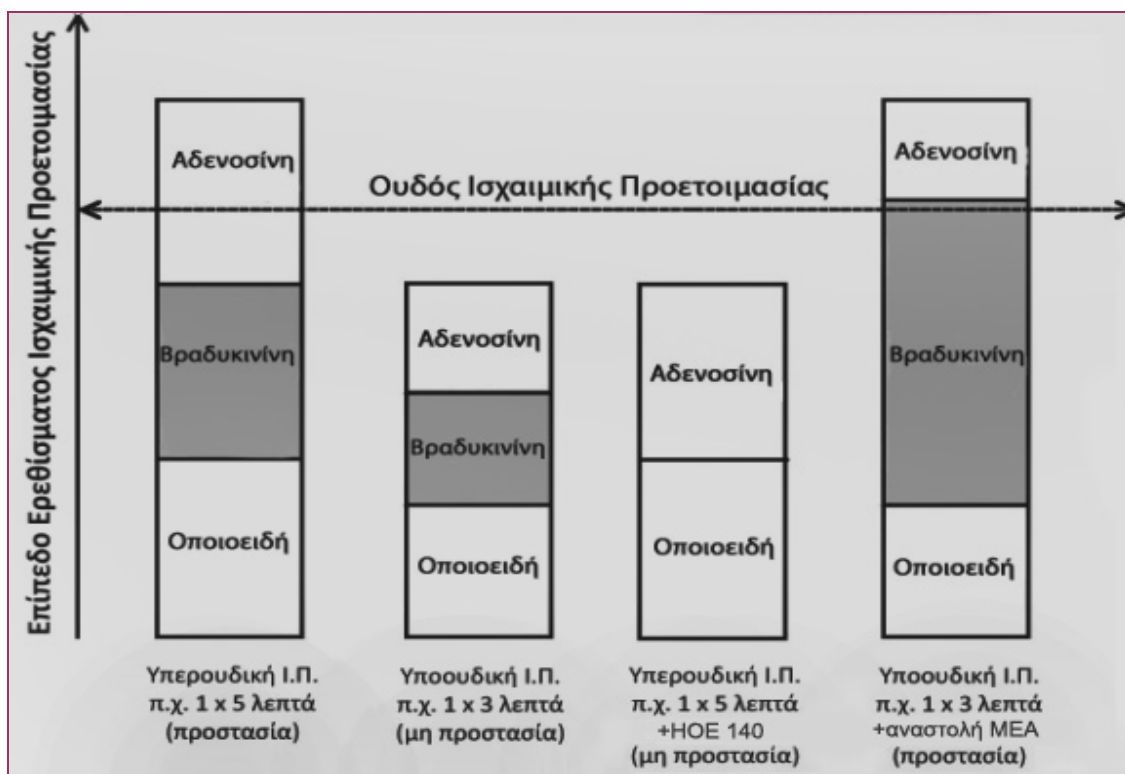 Επίπεδο Ερεθίσματος Ισχαιμικής Προετοιμασίας
Ουδός Ισχαιμικής Προετοιμασίας
Αδενοσίνη
Βραδυκινίνη
Οποιοειδή
Υπερουδική Ι.Π.
π.χ. 1 x 5 λεπτά
(προστασία)
Αδενοσίνη
Βραδυκινίνη
Οποιοειδή
Υποουδική Ι.Π.
π.χ. 1 x 3 λεπτά
(μη προστασία)
Αδενοσίνη
Οποιοειδή
Υπερουδική Ι.Π.
π.χ. 1 x 5 λεπτά
+HOE 140
(μη προστασία)
Αδενοσίνη
Βραδυκινίνη
Οποιοειδή
Υποουδική Ι.Π.
π.χ. 1 x 3 λεπτά
+αναστολή ΜΕΑ
(προστασία)